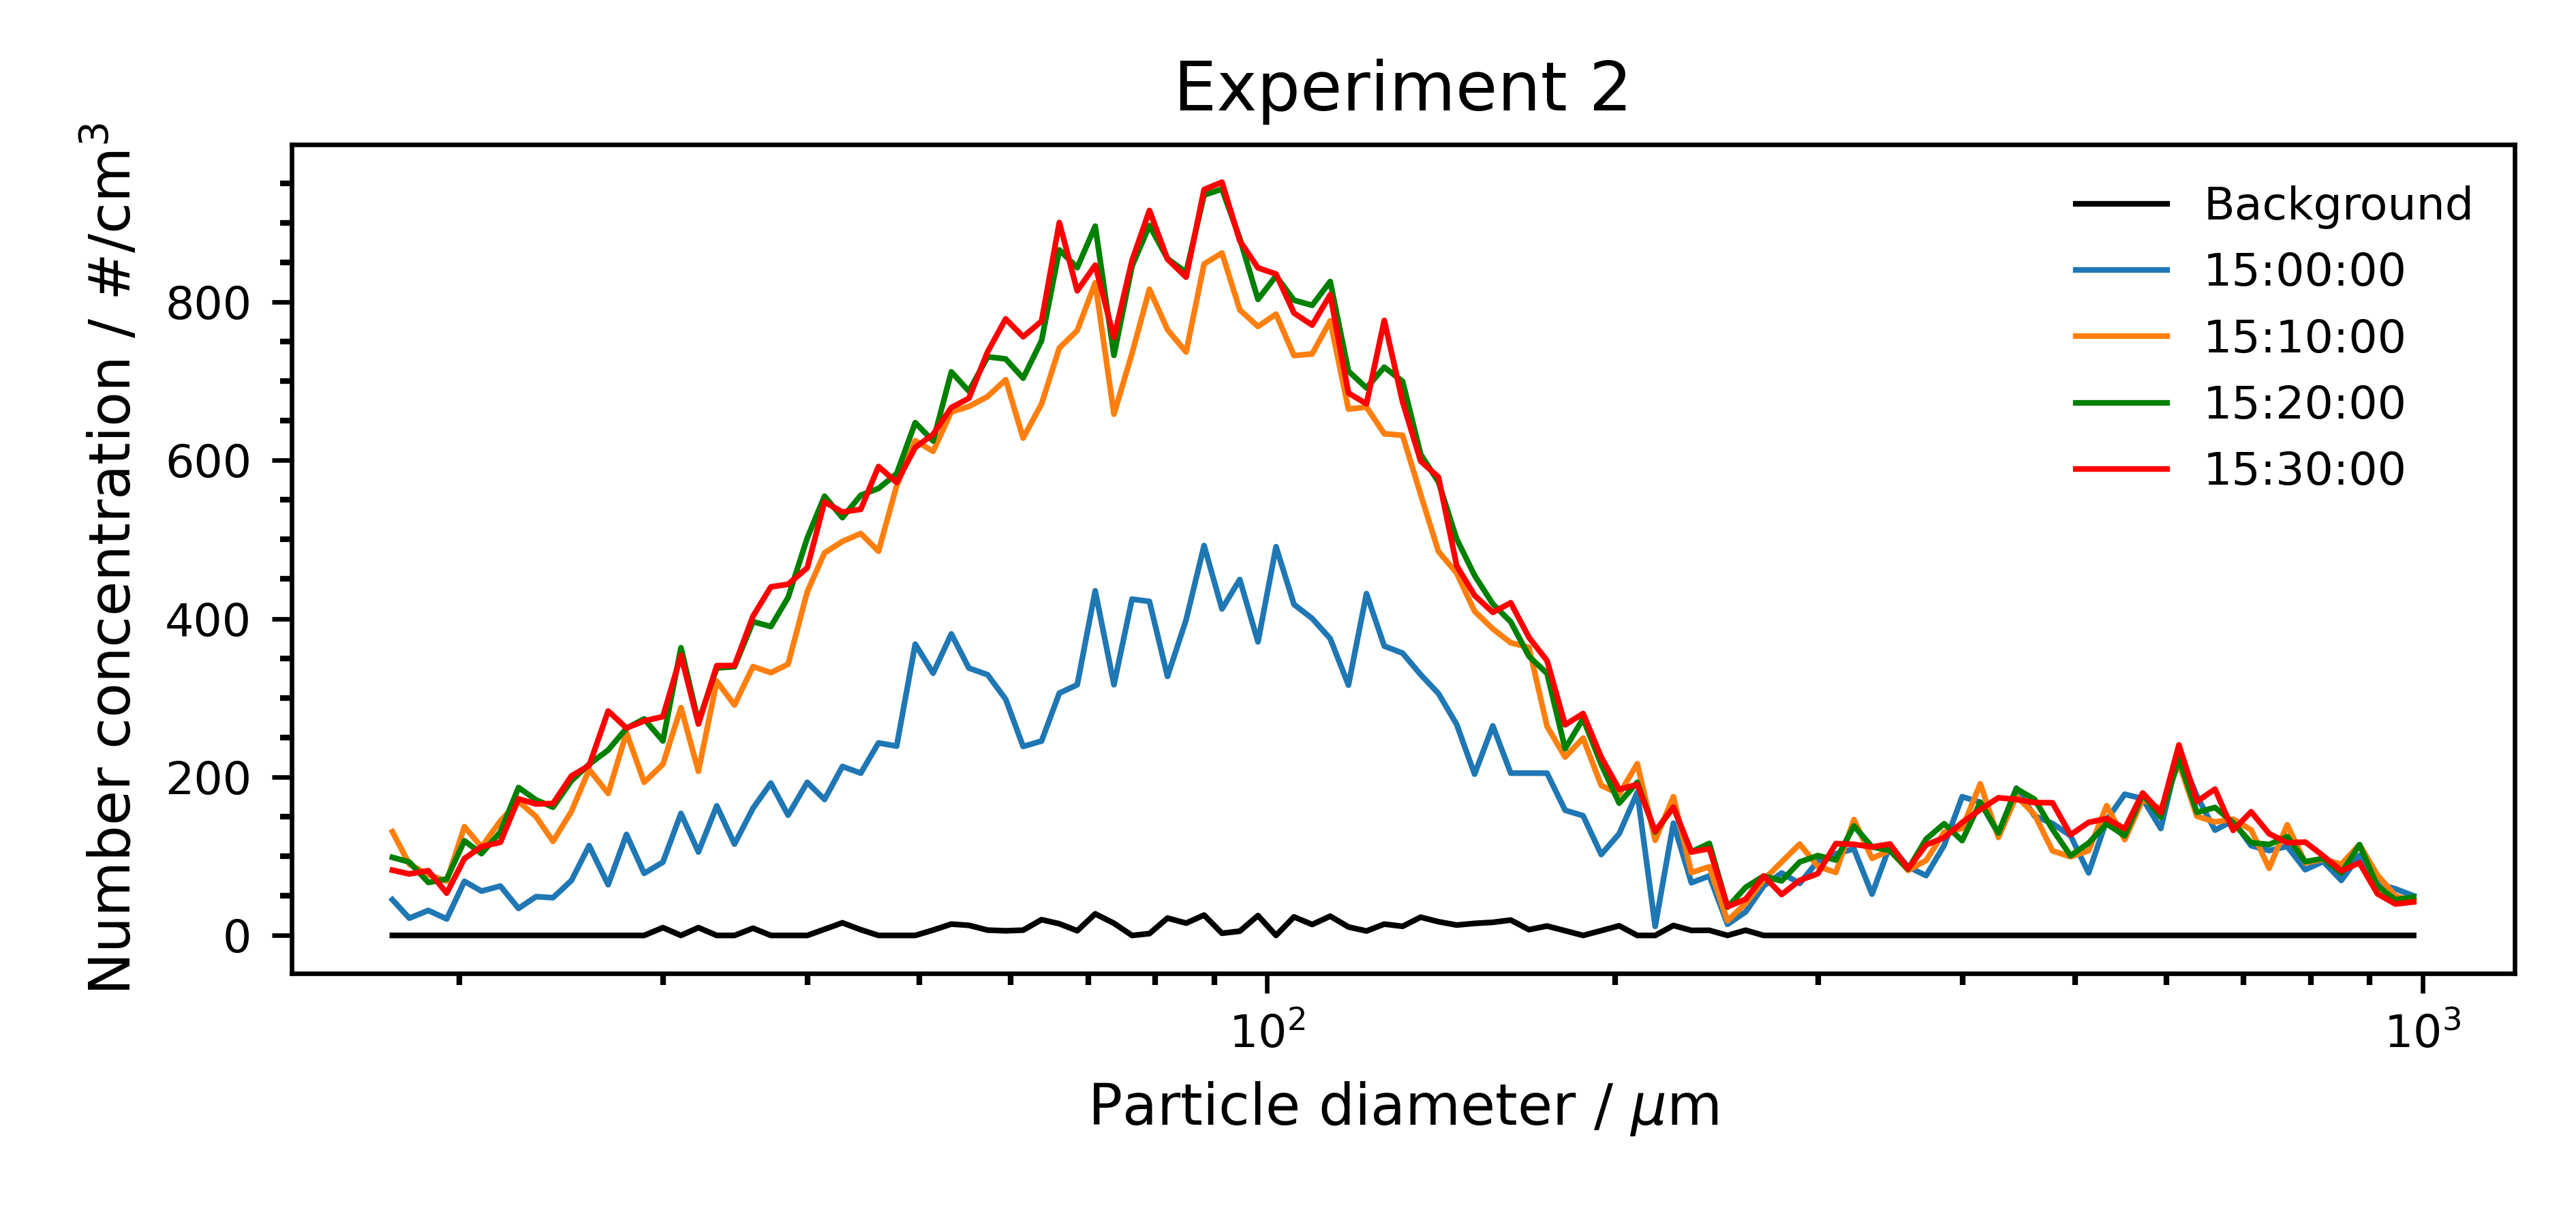 Experiment 2
Number concentration / #/cm³
800
600
400
200
0
Background
15:00:00
15:10:00
15:20:00
15:30:00
10²
10³
Particle diameter / μm